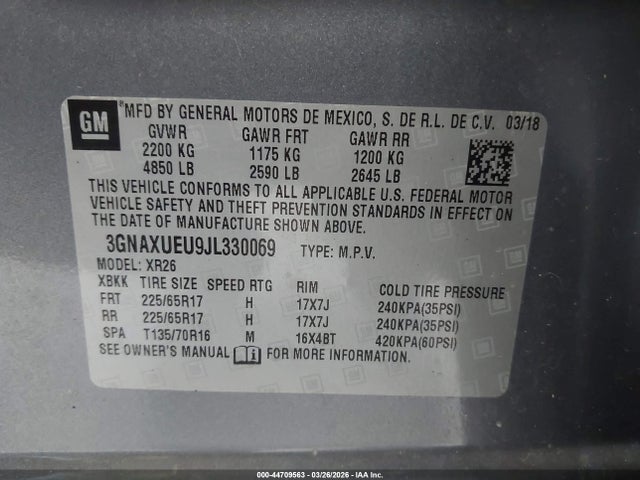 GM
*MFD BY GENERAL MOTORS DE MEXICO, S. DE R.L. DE C.V. 03/18
GVWR GAWR FRT GAWR RR
2200 KG 1175 KG 1200 KG
4850 LB 2590 LB 2645 LB
THIS VEHICLE CONFORMS TO ALL APPLICABLE U.S. FEDERAL MOTOR
VEHICLE SAFETY AND THEFT PREVENTION STANDARDS IN EFFECT ON
THE DATE OF MANUFACTURE SHOWN ABOVE.
3GNAXUEU9JL330069 TYPE: M.P.V.
MODEL: XR26
XBKK TIRE SIZE SPEED RTG RIM COLD TIRE PRESSURE
FRT 225/65R17 H 17X7J 240KPA(35PSI)
RR 225/65R17 H 17X7J 240KPA(35PSI)
SPA T135/70R16 M 16X4BT 420KPA(60PSI)
SEE OWNER'S MANUAL FOR MORE INFORMATION.
000-44709563 - 03/26/2026 - IAA Inc.